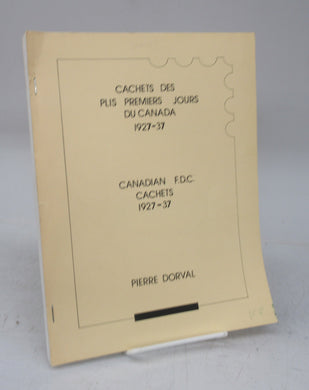 CACHETS DES
PLIS PREMIERS JOURS
DU CANADA
1927-37
CANADIAN F.D.C.
CACHETS
1927-37
PIERRE DORVAL